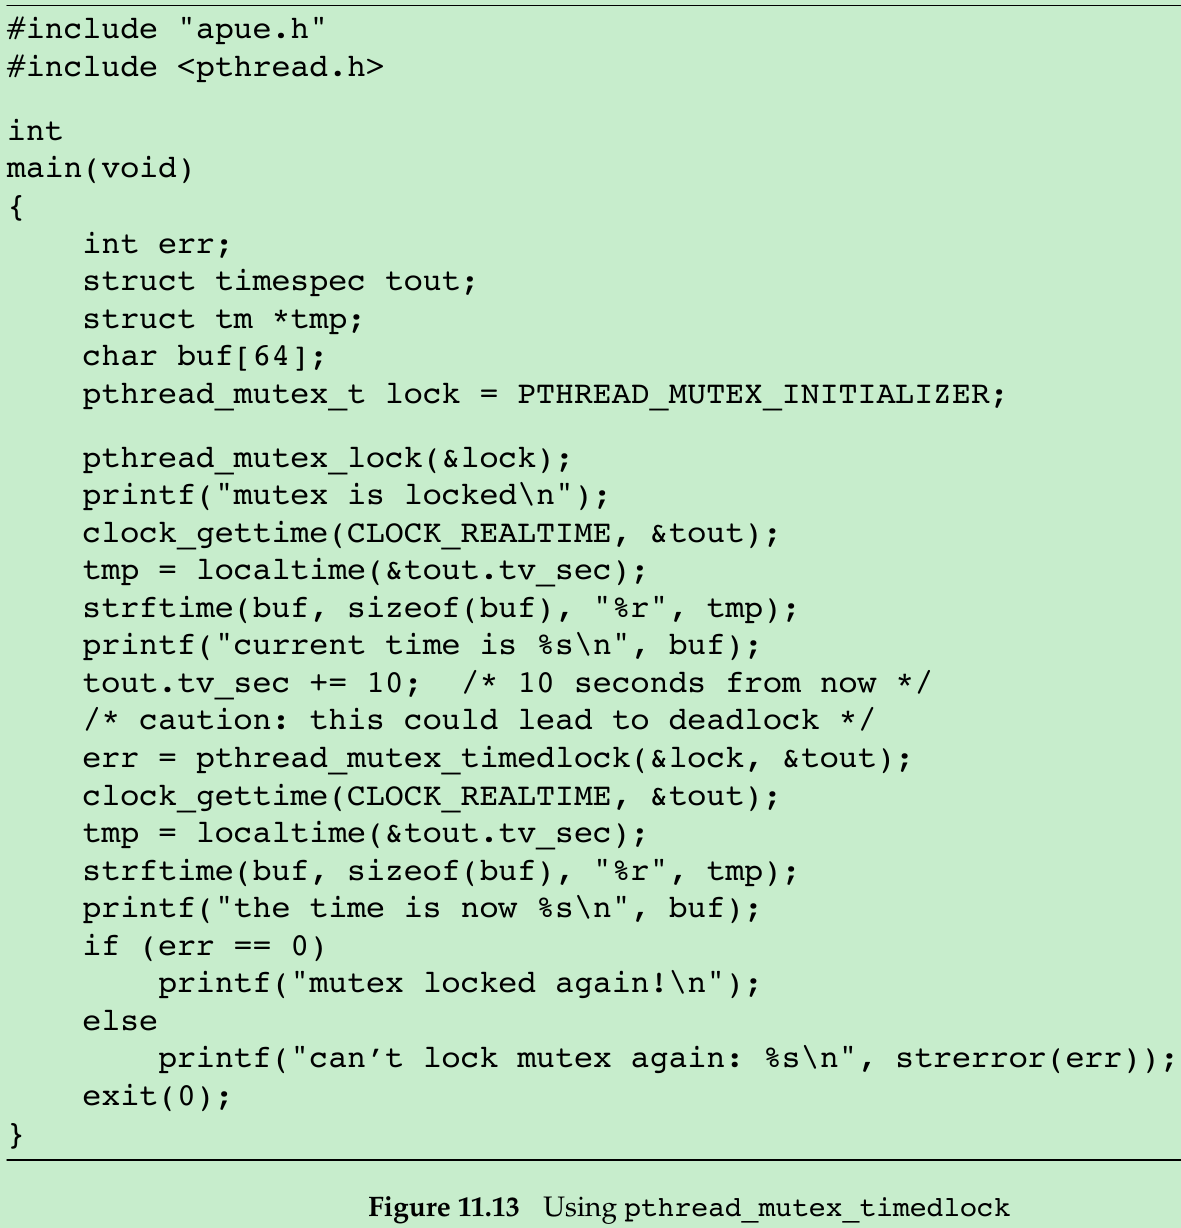 #include "apue.h"
#include <pthread.h>
int
main(void)
{
    int err;
    struct timespec tout;
    struct tm *tmp;
    char buf[64];
    pthread_mutex_t lock = PTHREAD_MUTEX_INITIALIZER;
    pthread_mutex_lock(&lock);
    printf("mutex is locked\n");
    clock_gettime(CLOCK_REALTIME, &tout);
    tmp = localtime(&tout.tv_sec);
    strftime(buf, sizeof(buf), "%r", tmp);
    printf("current time is %s\n", buf);
    tout.tv_sec += 10;  /* 10 seconds from now */
    /* caution: this could lead to deadlock */
    err = pthread_mutex_timedlock(&lock, &tout);
    clock_gettime(CLOCK_REALTIME, &tout);
    tmp = localtime(&tout.tv_sec);
    strftime(buf, sizeof(buf), "%r", tmp);
    printf("the time is now %s\n", buf);
    if (err == 0)
        printf("mutex locked again!\n");
    else
        printf("can’t lock mutex again: %s\n", strerror(err));
    exit(0);
}
Figure 11.13 Using pthread_mutex_timedlock